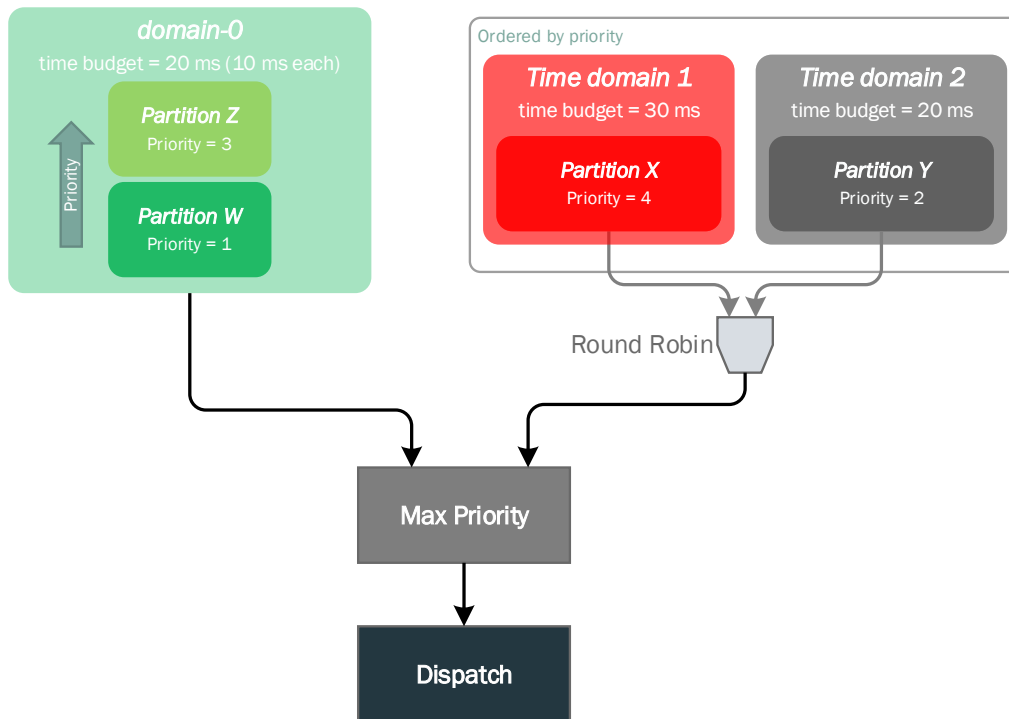 domain-0
time budget = 20 ms (10 ms each)
Partition Z
Priority = 3
Priority
Partition W
Priority = 1
Ordered by priority
Time domain 1
time budget = 30 ms
Partition X
Priority = 4
Time domain 2
time budget = 20 ms
Partition Y
Priority = 2
Round Robin
Max Priority
Dispatch